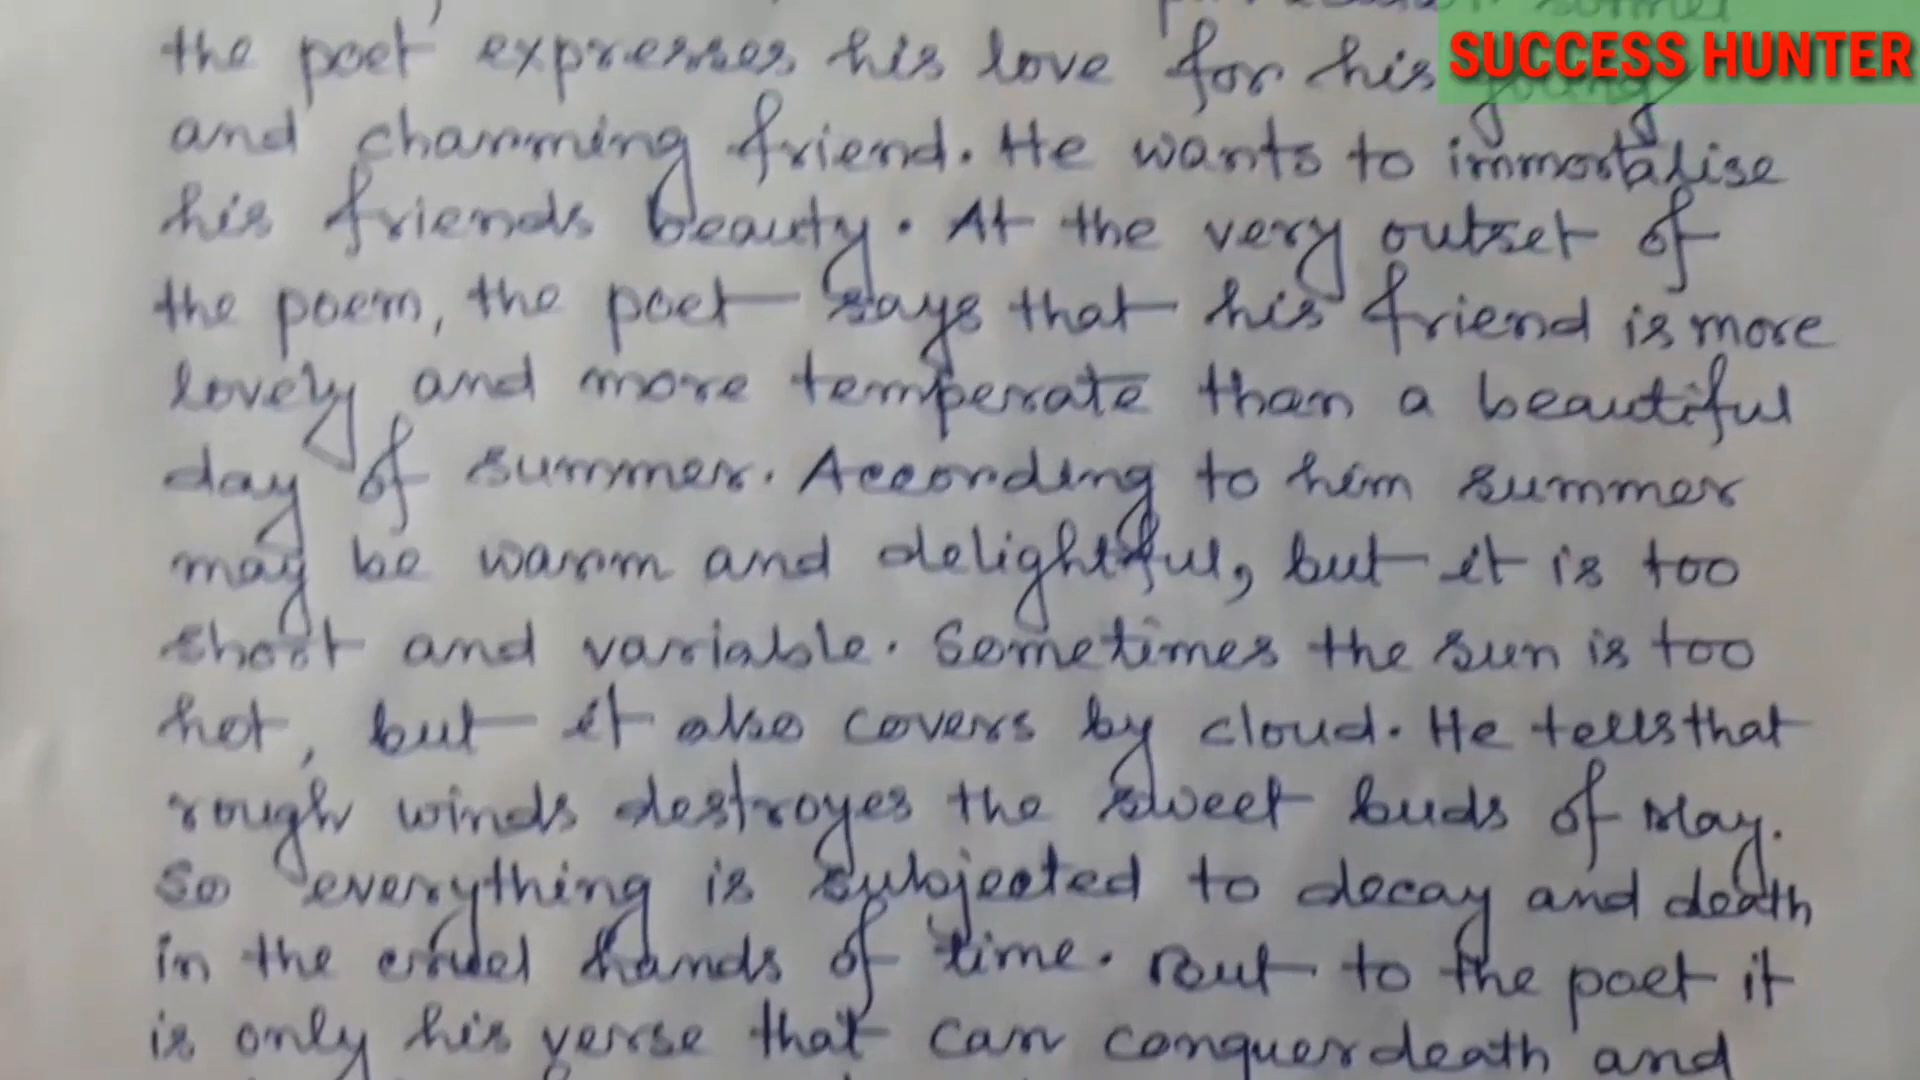 SUCCESS HUNTER
the poet expresses his love for his young
and charming friend. He wants to immortalise
his friends beauty. At the very outset of
the poem, the poet says that his friend is more
lovely and more temperate than a beautiful
day of summer. According to him summer
may be warm and delightful, but it is too
short and variable. Sometimes the sun is too
hot, but it also covers by cloud. He tells that
rough winds destroyes the sweet buds of May.
So everything is subjected to decay and death
in the cruel hands of time. But to the poet it
is only his verse that can conquer death and